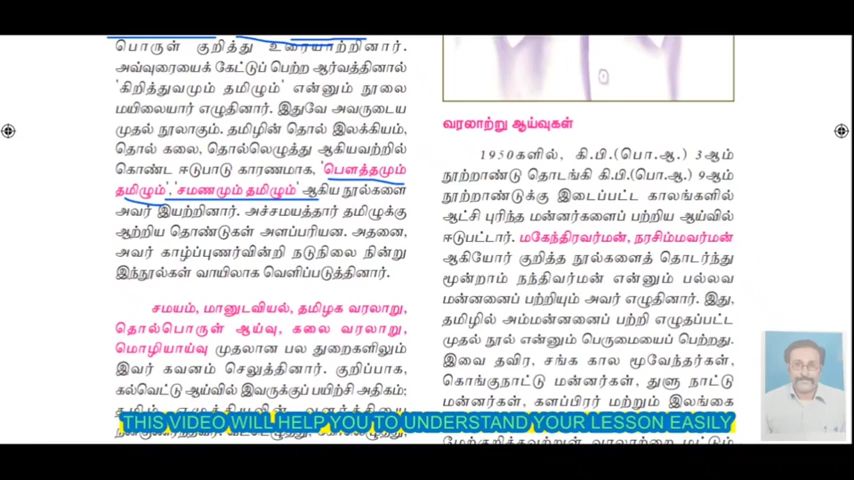 பொருள் குறித்து உரையாற்றினார்.
அவ்வுரையைக் கேட்டுப் பெற்ற ஆர்வத்தினால்
‘கிறித்துவமும் தமிழும்’ என்னும் நூலை
மயிலையார் எழுதினார். இதுவே அவருடைய
முதல் நூலாகும். தமிழின் தொல் இலக்கியம்,
தொல் கலை, தொல்லெழுத்து ஆகியவற்றில்
கொண்ட ஈடுபாடு காரணமாக, ‘பௌத்தமும்
தமிழும்’, ‘சமணமும் தமிழும்’ ஆகிய நூல்களை
அவர் இயற்றினார். அச்சமயத்தார் தமிழுக்கு
ஆற்றிய தொண்டுகள் அளப்பரியன. அதனை,
அவர் காழ்ப்புணர்வின்றி நடுநிலை நின்று
இந்நூல்கள் வாயிலாக வெளிப்படுத்தினார்.
சமயம், மானுடவியல், தமிழக வரலாறு,
தொல்பொருள் ஆய்வு, கலை வரலாறு,
மொழியாய்வு முதலான பல துறைகளிலும்
இவர் கவனம் செலுத்தினார். குறிப்பாக,
கல்வெட்டு ஆய்வில் இவருக்குப் பயிற்சி அதிகம்;
வரலாற்று ஆய்வுகள்
1950களில், கி.பி.(பொ.ஆ.) 3ஆம்
நூற்றாண்டு தொடங்கி கி.பி.(பொ.ஆ.) 9ஆம்
நூற்றாண்டுக்கு இடைப்பட்ட காலங்களில்
ஆட்சி புரிந்த மன்னர்களைப் பற்றிய ஆய்வில்
ஈடுபட்டார். மகேந்திரவர்மன், நரசிம்மவர்மன்
ஆகியோர் குறித்த நூல்களைத் தொடர்ந்து
மூன்றாம் நந்திவர்மன் என்னும் பல்லவ
மன்னனைப் பற்றியும் அவர் எழுதினார். இது,
தமிழில் அம்மன்னனைப் பற்றி எழுதப்பட்ட
முதல் நூல் என்னும் பெருமையைப் பெற்றது.
இவை தவிர, சங்க கால மூவேந்தர்கள்,
கொங்குநாட்டு மன்னர்கள், துளு நாட்டு
மன்னர்கள், களப்பிரர் மற்றும் இலங்கை
THIS VIDEO WILL HELP YOU TO UNDERSTAND YOUR LESSON EASILY